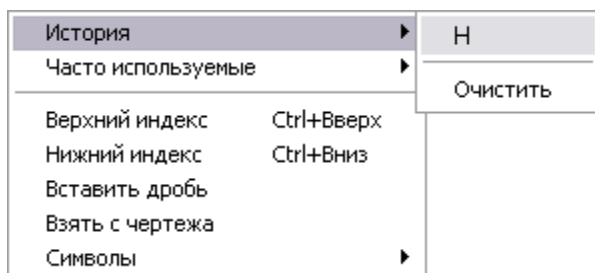 История
Часто используемые
Верхний индекс Ctrl+Вверх
Нижний индекс Ctrl+Вниз
Вставить дробь
Взять с чертежа
Символы
Н
Очистить